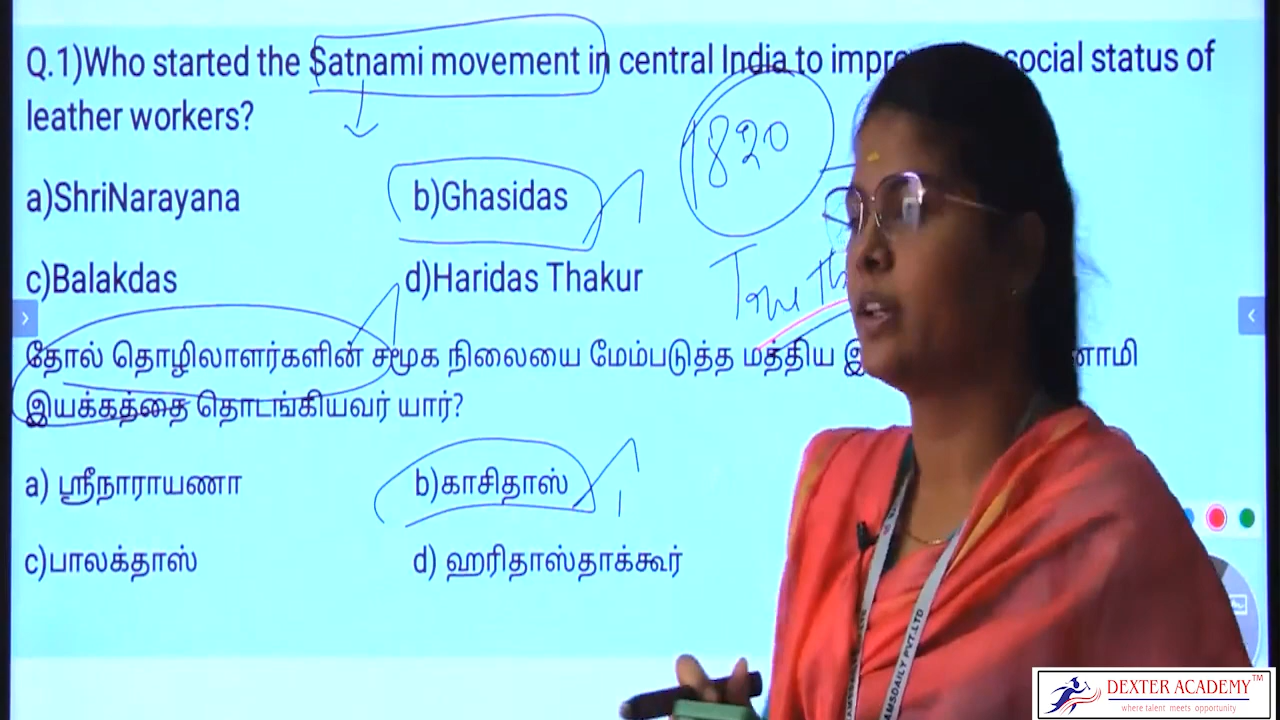 Q.1)Who started the Satnami movement in central India to social status of
leather workers?
1820
a)ShriNarayana b)Ghasidas
True
c)Balakdas d)Haridas Thakur
தோல் தொழிலாளர்களின் சமூக நிலையை மேம்படுத்த மத்திய
இயக்கத்தை தொடங்கியவர் யார்?
a) ஸ்ரீநாராயணா b)காசிதாஸ்
c)பாலக்தாஸ் d) ஹரிதாஸ்தாக்கூர்
DEXTER ACADEMY™
where talent meets opportunity